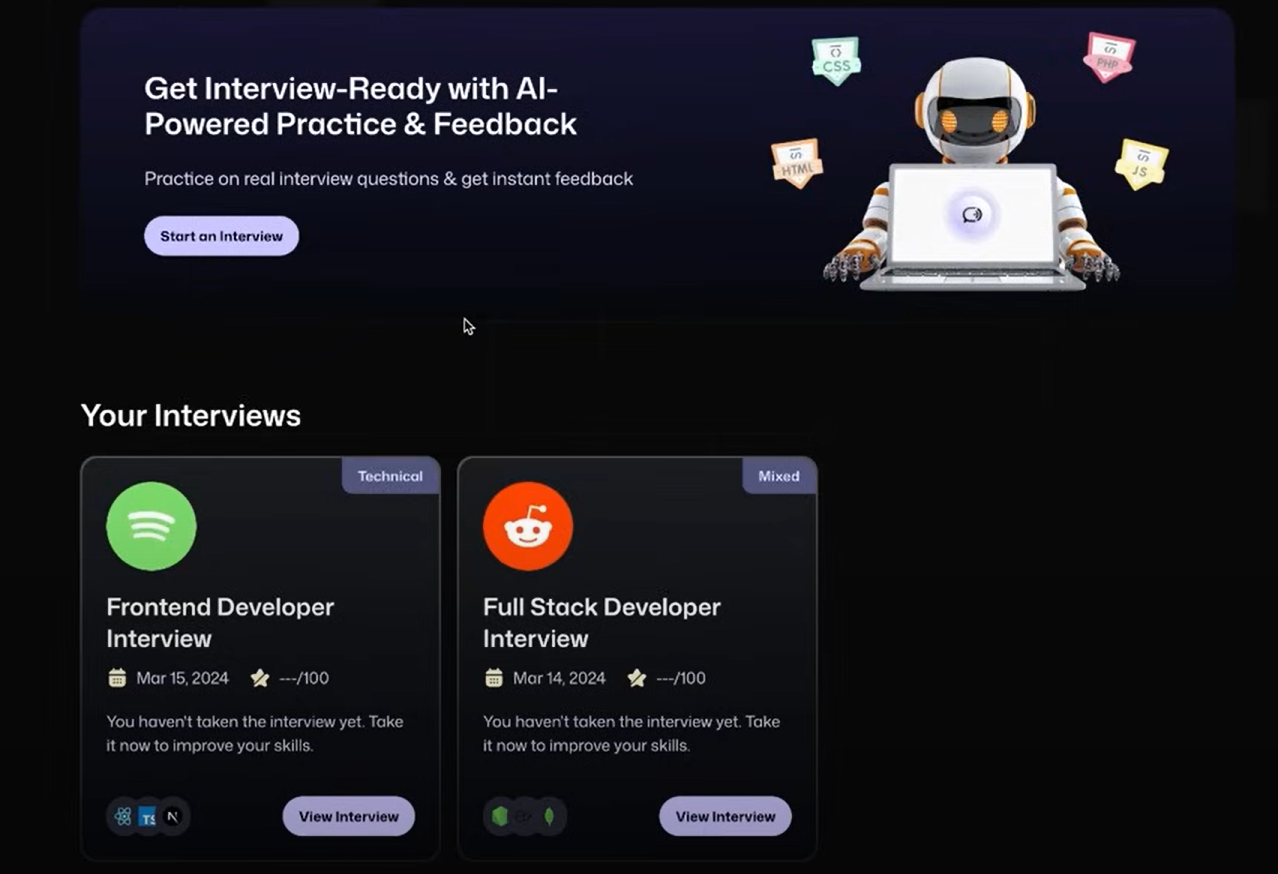 Get Interview-Ready with AI-
Powered Practice & Feedback
Practice on real interview questions & get instant feedback
Start an Interview
CSS
PHP
HTML
JS
Your Interviews
Technical
Frontend Developer
Interview
Mar 15, 2024 ---/100
You haven't taken the interview yet. Take
it now to improve your skills.
TS N
View Interview
Mixed
Full Stack Developer
Interview
Mar 14, 2024 ---/100
You haven't taken the interview yet. Take
it now to improve your skills.
View Interview